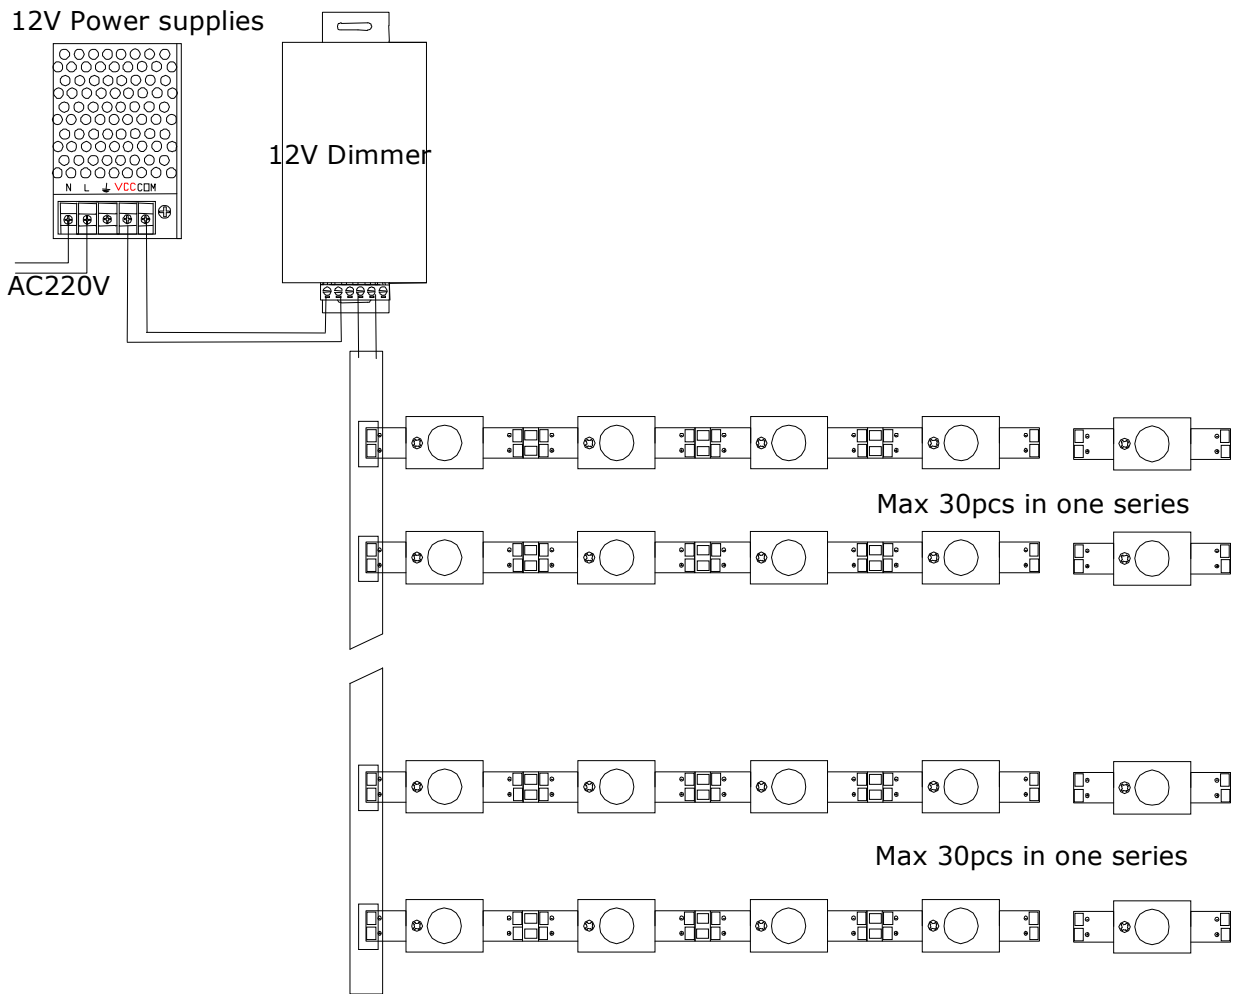 12V Power supplies
12V Dimmer
N L VCC COM
AC220V
Max 30pcs in one series
Max 30pcs in one series